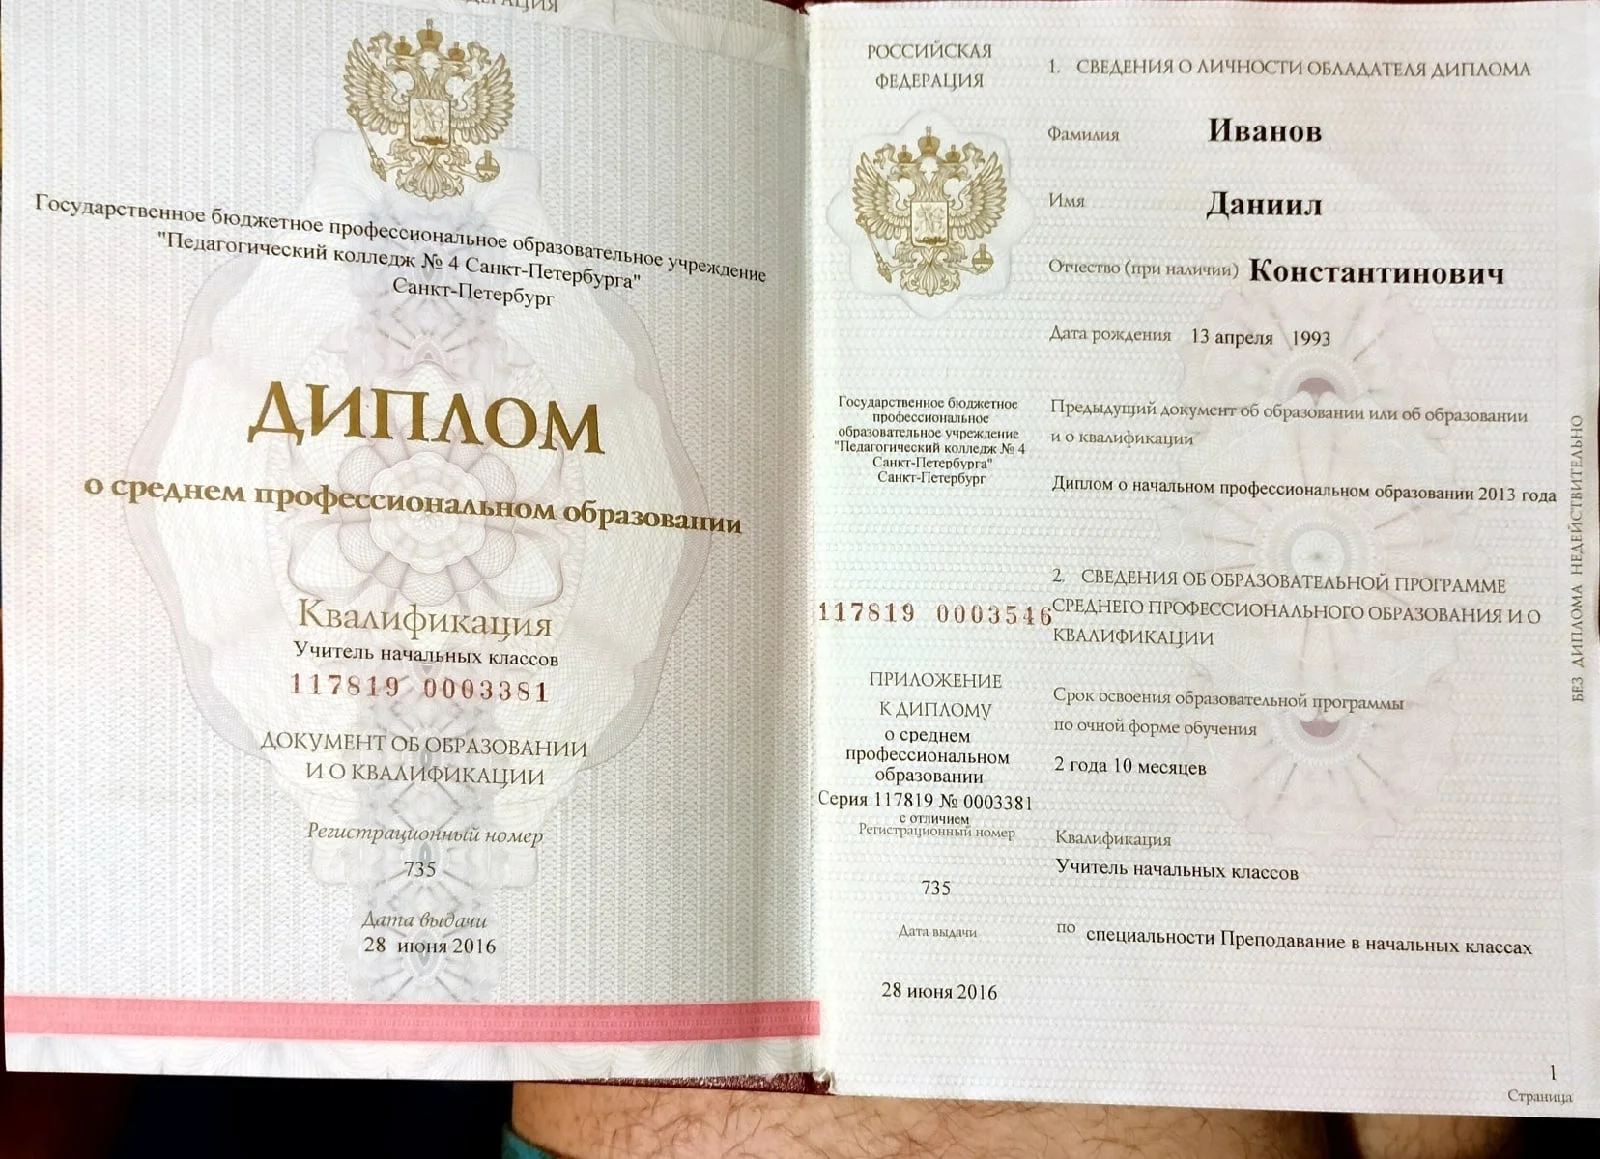 Государственное бюджетное профессиональное образовательное учреждение
"Педагогический колледж № 4 Санкт-Петербурга"
Санкт-Петербург
ДИПЛОМ
о среднем профессиональном образовании
Квалификация
Учитель начальных классов
117819 0003381
ДОКУМЕНТ ОБ ОБРАЗОВАНИИ
И О КВАЛИФИКАЦИИ
Регистрационный номер
735
Дата выдачи
28 июня 2016
РОССИЙСКАЯ
ФЕДЕРАЦИЯ
Государственное бюджетное
профессиональное
образовательное учреждение
"Педагогический колледж № 4
Санкт-Петербурга"
Санкт-Петербург
117819 0003546
ПРИЛОЖЕНИЕ
К ДИПЛОМУ
о среднем
профессиональном
образовании
Серия 117819 № 0003381
с отличием
Регистрационный номер
735
Дата выдачи
28 июня 2016
1. СВЕДЕНИЯ О ЛИЧНОСТИ ОБЛАДАТЕЛЯ ДИПЛОМА
Фамилия Иванов
Имя Даниил
Отчество (при наличии) Константинович
Дата рождения 13 апреля 1993
Предыдущий документ об образовании или об образовании
и о квалификации
Диплом о начальном профессиональном образовании 2013 года
2. СВЕДЕНИЯ ОБ ОБРАЗОВАТЕЛЬНОЙ ПРОГРАММЕ
СРЕДНЕГО ПРОФЕССИОНАЛЬНОГО ОБРАЗОВАНИЯ И О
КВАЛИФИКАЦИИ
Срок освоения образовательной программы
по очной форме обучения
2 года 10 месяцев
Квалификация
Учитель начальных классов
по специальности Преподавание в начальных классах
БЕЗ ДИПЛОМА НЕДЕЙСТВИТЕЛЬНО
1
Страница